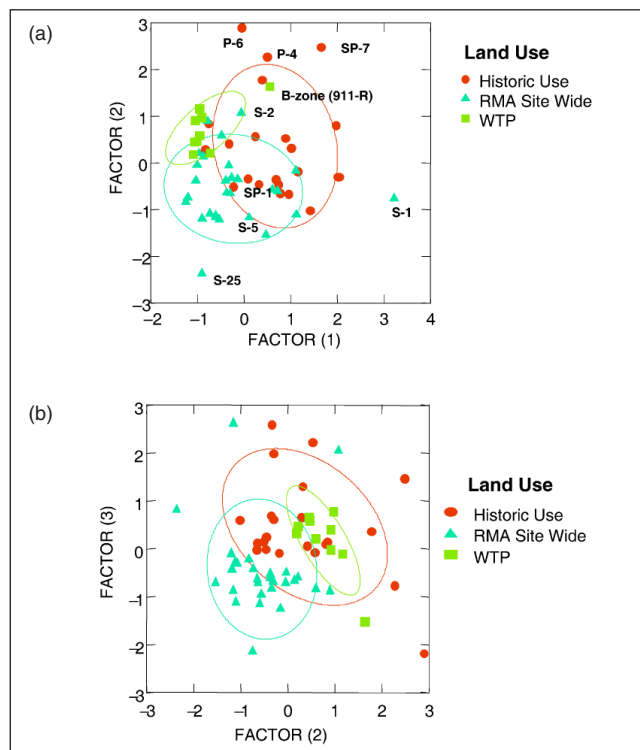 (a)
3
2
1
0
–1
–2
–3
FACTOR (2)
–2 –1 0 1 2 3 4
FACTOR (1)
P-6
P-4
SP-7
B-zone (911-R)
S-2
SP-1
S-5
S-1
S-25
Land Use
Historic Use
RMA Site Wide
WTP
(b)
3
2
1
0
–1
–2
–3
FACTOR (3)
–3 –2 –1 0 1 2 3
FACTOR (2)
Land Use
Historic Use
RMA Site Wide
WTP